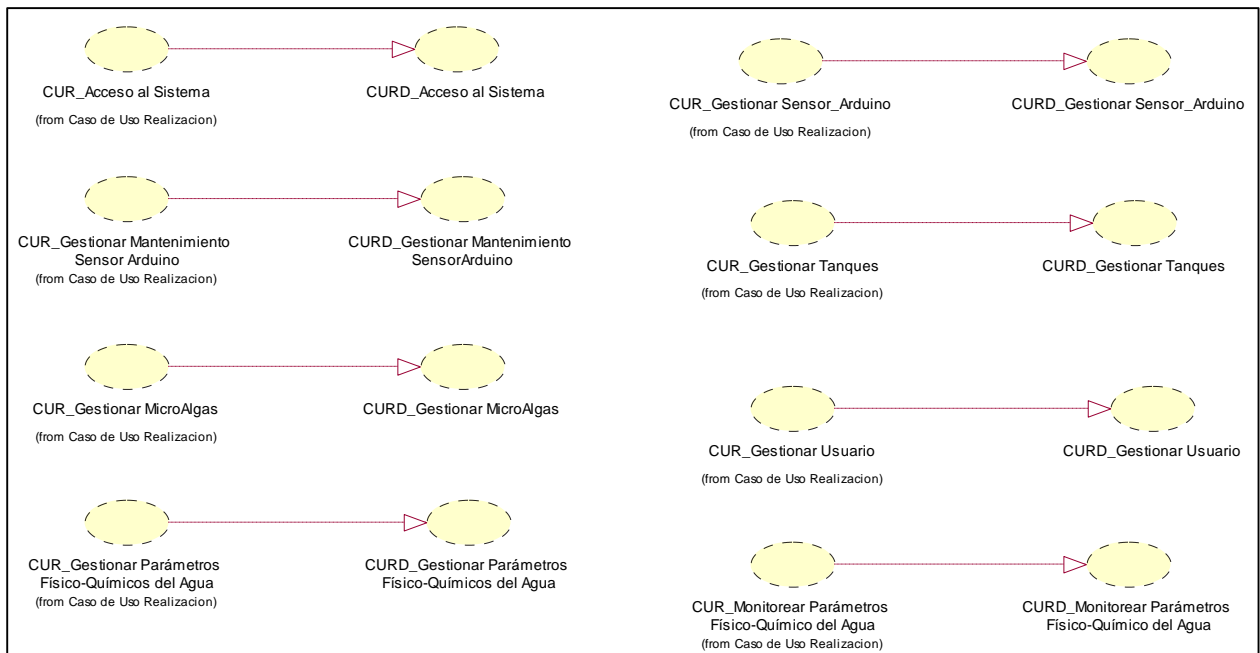 CUR_Acceso al Sistema
(from Caso de Uso Realizacion)
CURD_Acceso al Sistema
CUR_Gestionar Mantenimiento
Sensor Arduino
(from Caso de Uso Realizacion)
CURD_Gestionar Mantenimiento
SensorArduino
CUR_Gestionar MicroAlgas
(from Caso de Uso Realizacion)
CURD_Gestionar MicroAlgas
CUR_Gestionar Parámetros
Físico-Químicos del Agua
(from Caso de Uso Realizacion)
CURD_Gestionar Parámetros
Físico-Químicos del Agua
CUR_Gestionar Sensor_Arduino
(from Caso de Uso Realizacion)
CURD_Gestionar Sensor_Arduino
CUR_Gestionar Tanques
(from Caso de Uso Realizacion)
CURD_Gestionar Tanques
CUR_Gestionar Usuario
(from Caso de Uso Realizacion)
CURD_Gestionar Usuario
CUR_Monitorear Parámetros
Físico-Químico del Agua
(from Caso de Uso Realizacion)
CURD_Monitorear Parámetros
Físico-Químico del Agua